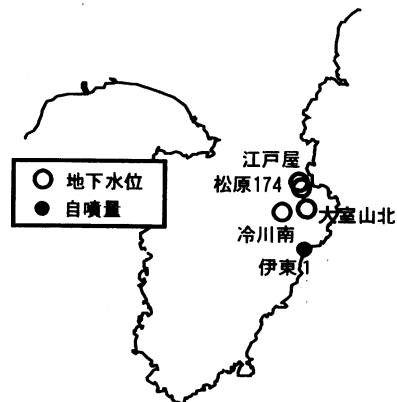 江戸屋
松原174
○ 地下水位
● 自噴量
大室山北
冷川南
伊東1